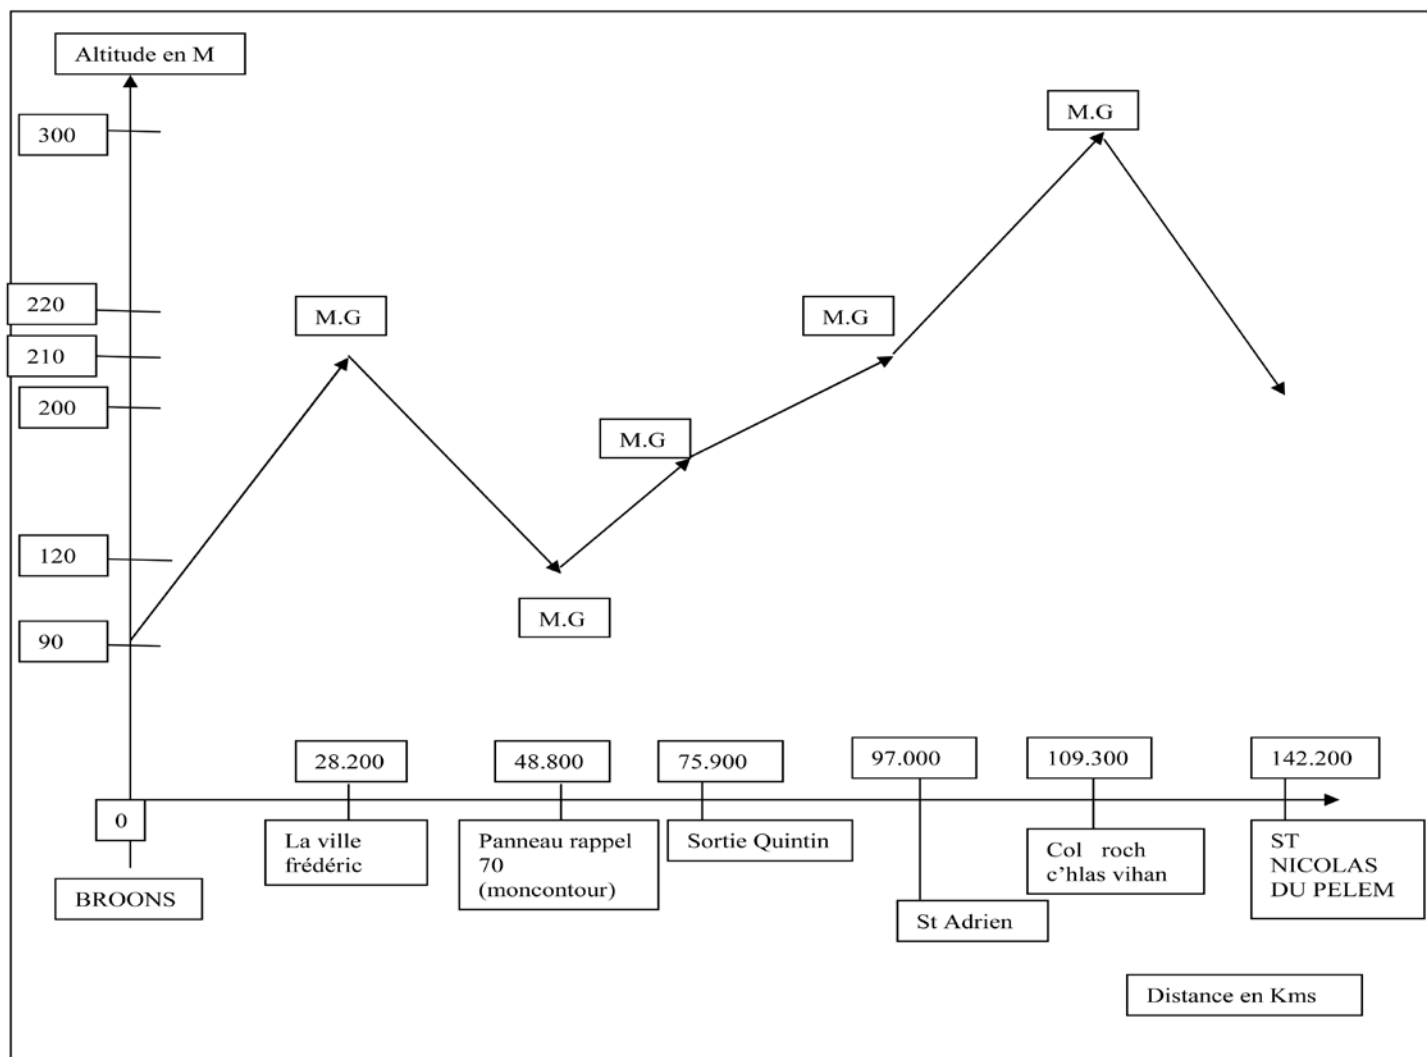 Altitude en M
300
M.G
220
M.G
M.G
210
200
M.G
120
M.G
90
28.200
48.800
75.900
97.000
109.300
142.200
0
La ville
frédéric
Panneau rappel
70
(moncontour)
Sortie Quintin
St Adrien
Col roch
c'hlas vihan
ST
NICOLAS
DU PELEM
BROONS
Distance en Kms